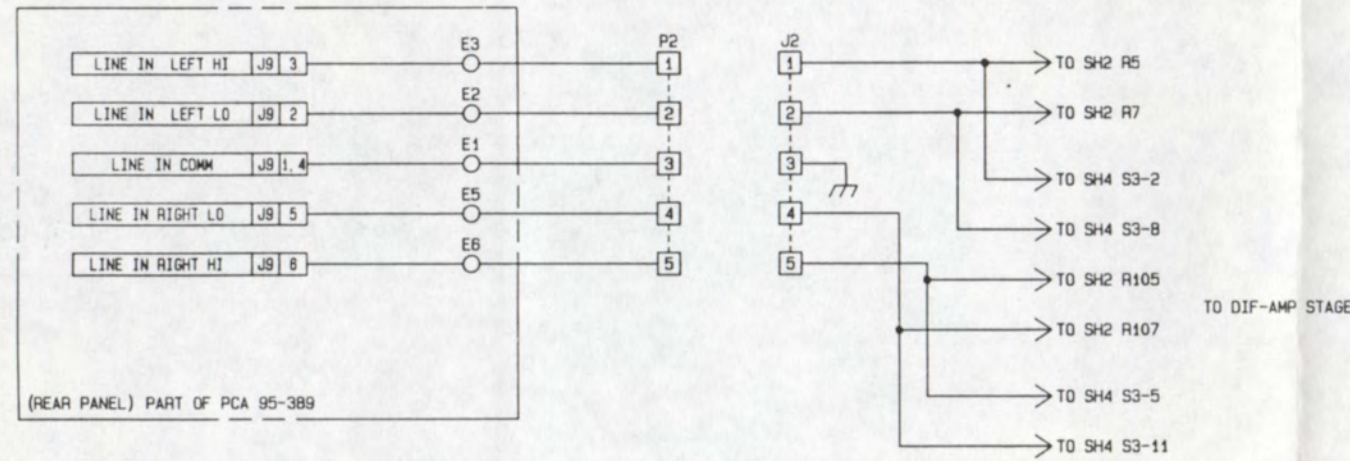 E3 P2 J2
LINE IN LEFT HI J9 3 1 1 TO SH2 R5
E2
LINE IN LEFT LO J9 2 2 2 TO SH2 R7
E1
LINE IN COMM J9 1, 4 3 3 TO SH4 S3-2
E5
LINE IN RIGHT LO J9 5 4 4 TO SH4 S3-8
E6
LINE IN RIGHT HI J9 6 5 5 TO SH2 R105
TO DIF-AMP STAGE
TO SH2 R107
(REAR PANEL) PART OF PCA 95-389 TO SH4 S3-5
TO SH4 S3-11